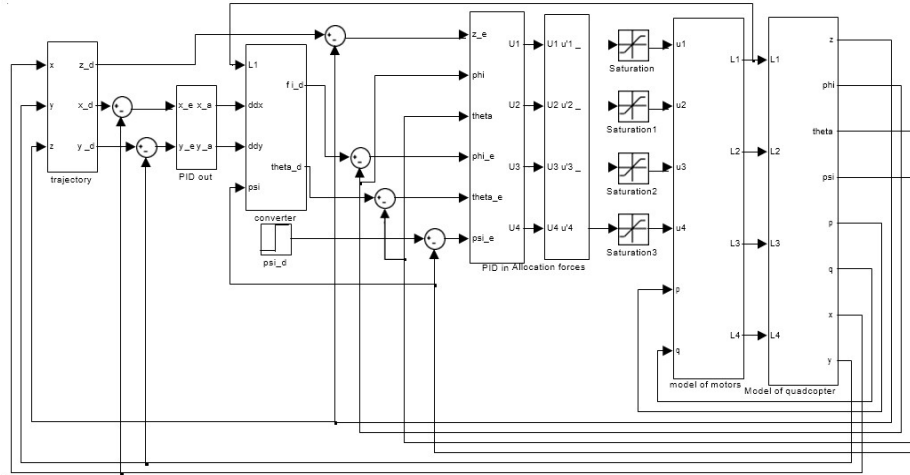 x
y
z
z_d
x_d
y_d
trajectory
+
-
+
-
x_e x_a
y_e y_a
PID out
L1
ddx
ddy
psi
fi_d
theta_d
converter
psi_d
+
-
+
-
+
-
+
-
z_e
phi
theta
phi_e
theta_e
psi_e
U1
U2
U3
U4
PID in
U1 u'1
U2 u'2
U3 u'3
U4 u'4
Allocation forces
Saturation
Saturation1
Saturation2
Saturation3
u1
u2
u3
u4
p
q
L1
L2
L3
L4
model of motors
L1
L2
L3
L4
z
phi
theta
psi
p
q
x
y
Model of quadcopter